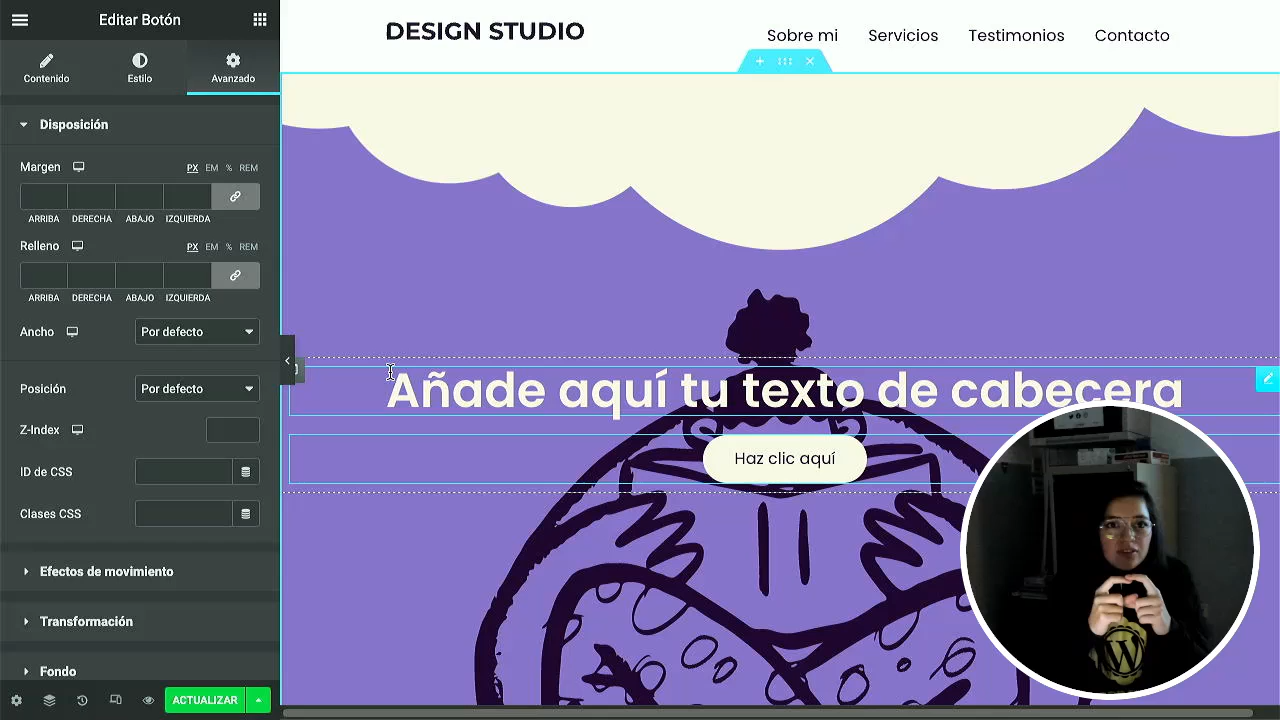 Editar Botón
Contenido
Estilo
Avanzado
Disposición
Margen
PX EM % REM
ARRIBA DERECHA ABAJO IZQUIERDA
Relleno
PX EM % REM
ARRIBA DERECHA ABAJO IZQUIERDA
Ancho
Por defecto
Posición
Por defecto
Z-Index
ID de CSS
Clases CSS
Efectos de movimiento
Transformación
Fondo
ACTUALIZAR
DESIGN STUDIO
Sobre mi
Servicios
Testimonios
Contacto
Añade aquí tu texto de cabecera
Haz clic aquí